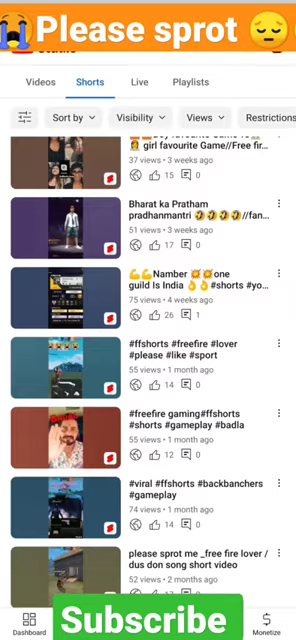 😭Please sprot 😔
Videos Shorts Live Playlists
Sort by Visibility Views Restrictions
girl favourite Game//Free fir...
37 views • 3 weeks ago
15 0
Bharat ka Pratham
pradhanmantri 🤣🤣🤣🤣//fan...
51 views • 3 weeks ago
17 0
💪💪Namber 💥💥one
guild Is India 👌👌#shorts #yo...
75 views • 4 weeks ago
26 1
#ffshorts #freefire #lover
#please #like #sport
55 views • 1 month ago
14 0
#freefire gaming#ffshorts
#shorts #gameplay #badla
55 views • 1 month ago
12 0
#viral #ffshorts #backbanchers
#gameplay
74 views • 1 month ago
14 0
please sprot me _free fire lover /
dus don song short video
52 views • 2 months ago
Dashboard Subscribe Monetize